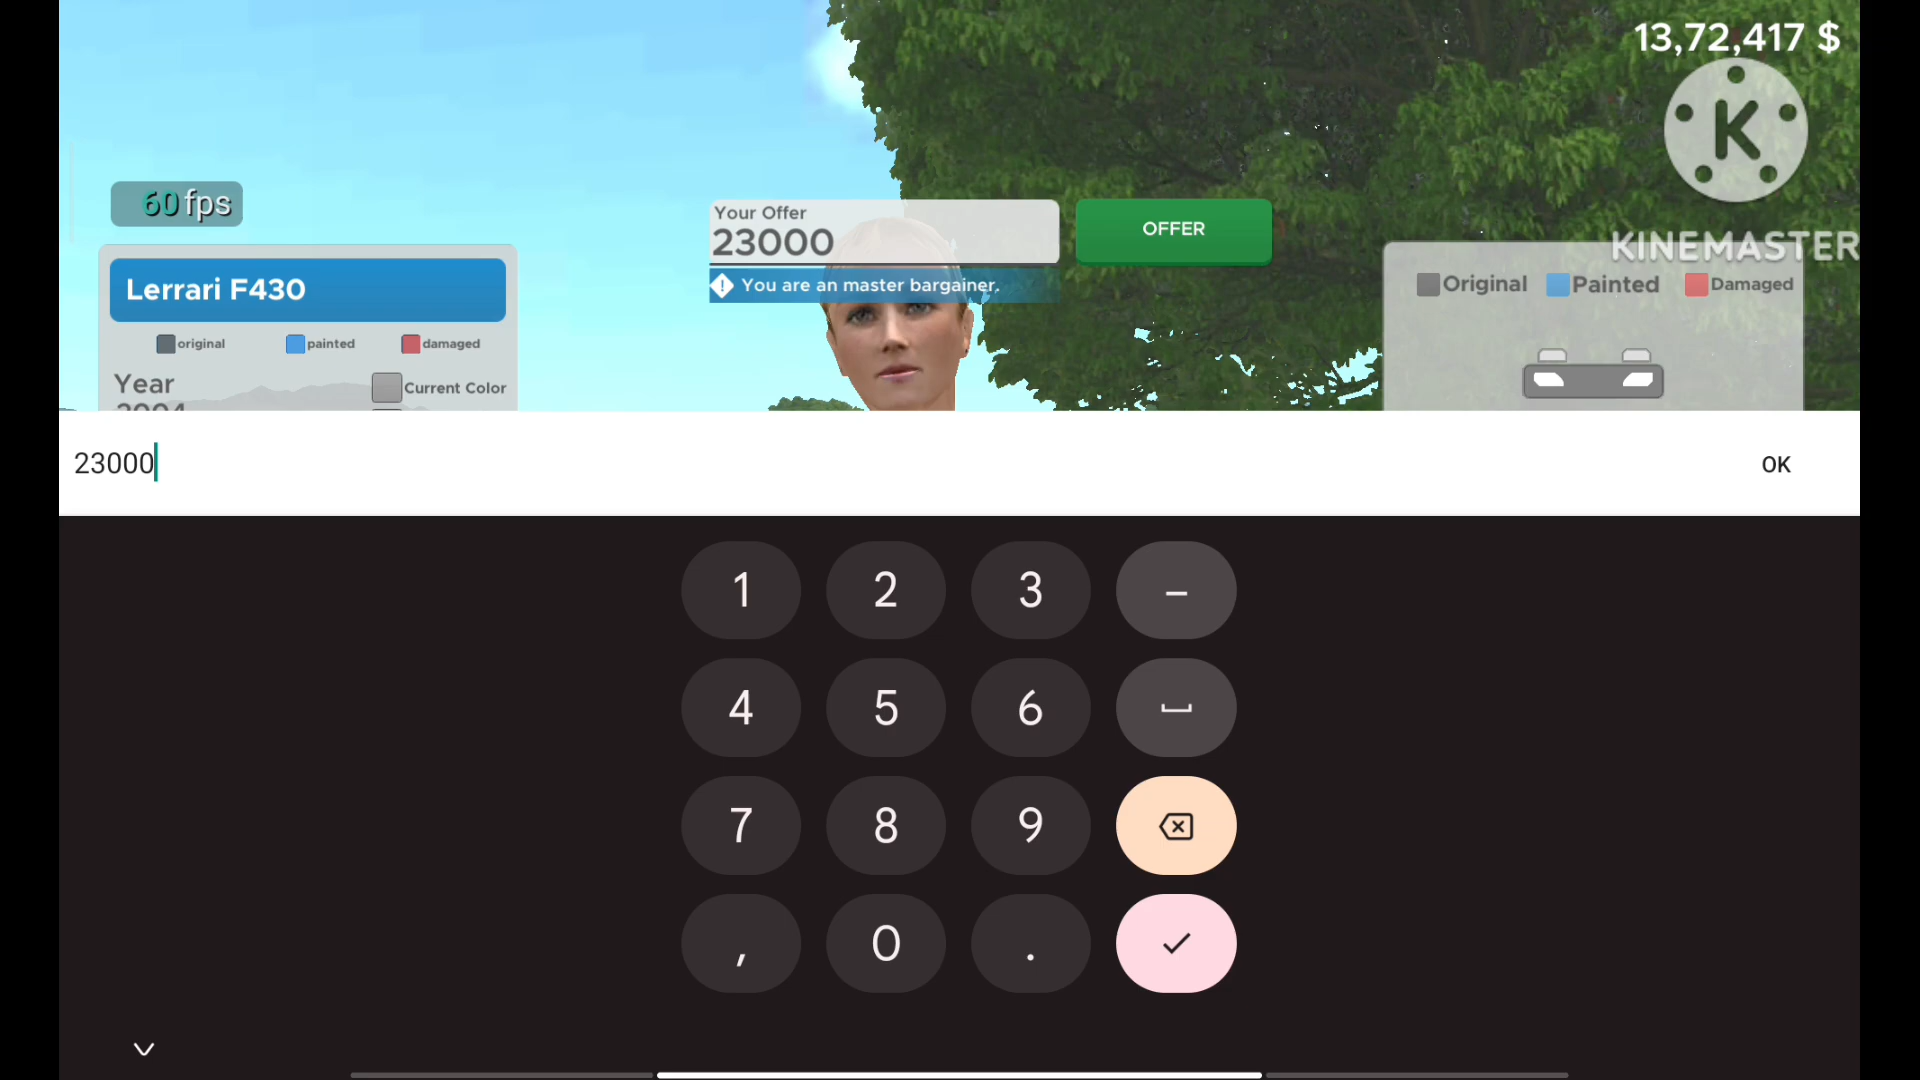 13,72,417 $
K
KINEMASTER
60 fps
Your Offer
23000
OFFER
You are an master bargainer.
Lerrari F430
original painted damaged
Year
Current Color
Original Painted Damaged
23000
OK
1 2 3 –
4 5 6
7 8 9
, 0 .